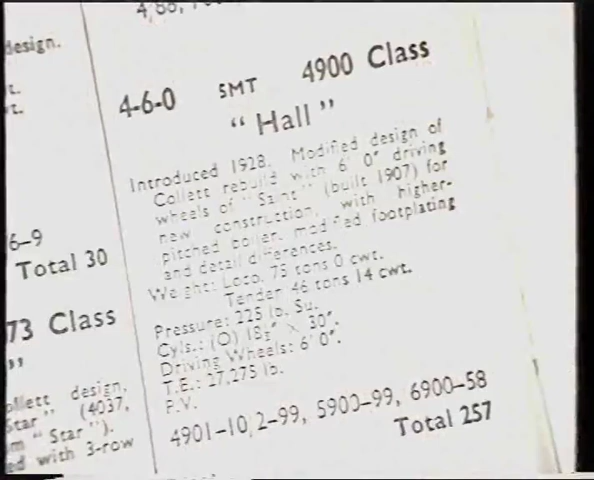 4,86,
design.
t.
t.
6-9
Total 30
73 Class
"
ollett design.
Star" (4037,
m "Star").
ed with 3-row
4-6-0 5MT 4900 Class
"Hall"
Introduced 1928. Modified design of
Collett rebuild with 6' 0" driving
wheels of "Saint" (built 1907) for
new construction, with higher-
pitched boiler, modified footplating
and detail differences.
Weight: Loco. 75 tons 0 cwt.
Tender 46 tons 14 cwt.
Pressure: 225 lb. Su.
Cyls.: (O) 18½" × 30".
Driving Wheels: 6' 0".
T.E.: 27,275 lb.
P.V.
4901-10/2-99, 5900-99, 6900-58
Total 257